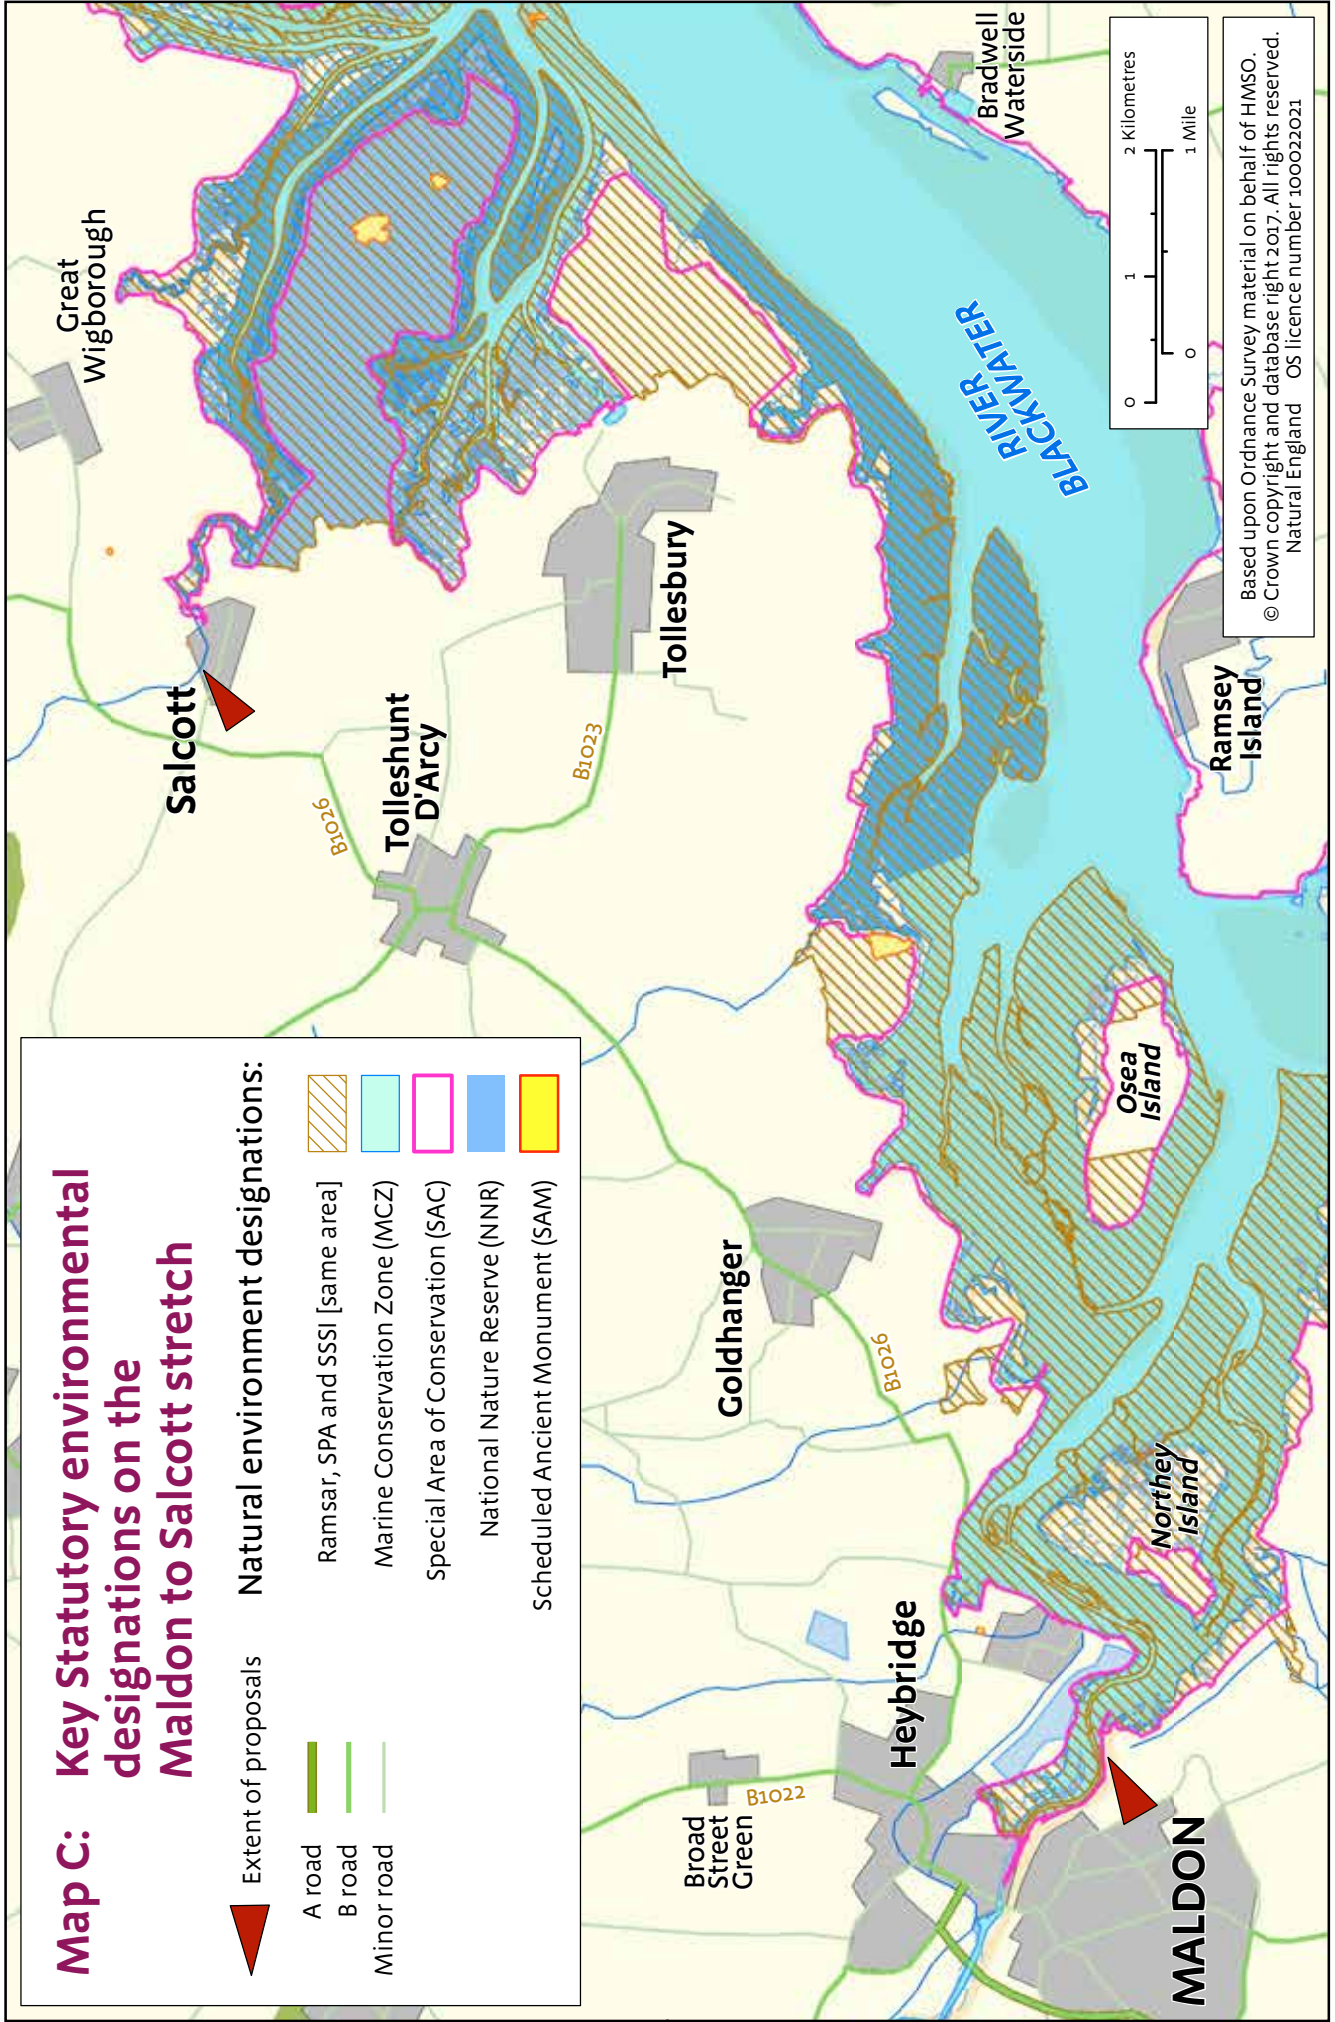 Map C: Key Statutory environmental
designations on the
Maldon to Salcott stretch
Extent of proposals
A road
B road
Minor road
Natural environment designations:
Ramsar, SPA and SSSI [same area]
Marine Conservation Zone (MCZ)
Special Area of Conservation (SAC)
National Nature Reserve (NNR)
Scheduled Ancient Monument (SAM)
Great
Wigborough
Salcott
B1026
Tolleshunt
D'Arcy
B1023
Tollesbury
Bradwell
Waterside
RIVER
BLACKWATER
Goldhanger
B1026
Osea
Island
Ramsey
Island
Northey
Island
Heybridge
Broad
Street
Green
B1022
MALDON
0 1 2 Kilometres
0 1 Mile
Based upon Ordnance Survey material on behalf of HMSO.
© Crown copyright and database right 2017. All rights reserved.
Natural England OS licence number 100022021